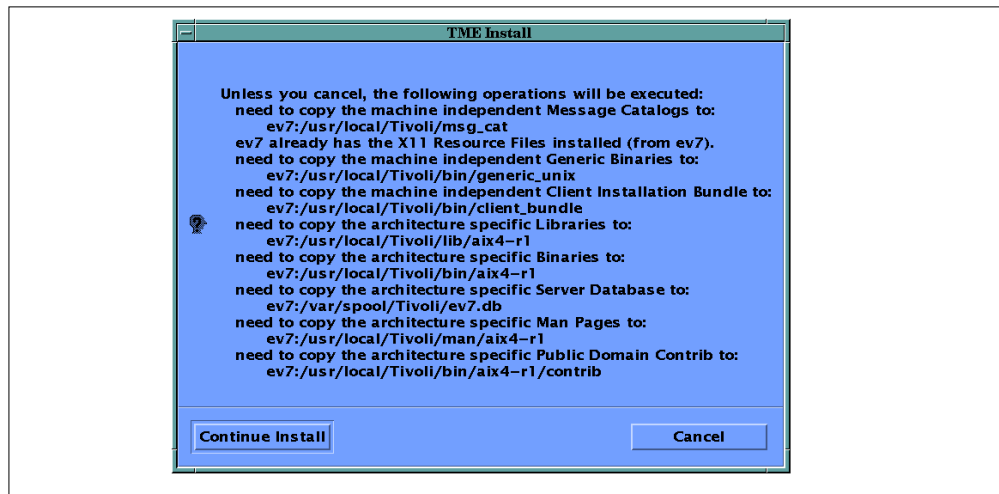 TME Install
Unless you cancel, the following operations will be executed:
need to copy the machine independent Message Catalogs to:
ev7:/usr/local/Tivoli/msg_cat
ev7 already has the X11 Resource Files installed (from ev7).
need to copy the machine independent Generic Binaries to:
ev7:/usr/local/Tivoli/bin/generic_unix
need to copy the machine independent Client Installation Bundle to:
ev7:/usr/local/Tivoli/bin/client_bundle
need to copy the architecture specific Libraries to:
ev7:/usr/local/Tivoli/lib/aix4-r1
need to copy the architecture specific Binaries to:
ev7:/usr/local/Tivoli/bin/aix4-r1
need to copy the architecture specific Server Database to:
ev7:/var/spool/Tivoli/ev7.db
need to copy the architecture specific Man Pages to:
ev7:/usr/local/Tivoli/man/aix4-r1
need to copy the architecture specific Public Domain Contrib to:
ev7:/usr/local/Tivoli/bin/aix4-r1/contrib
Continue Install
Cancel